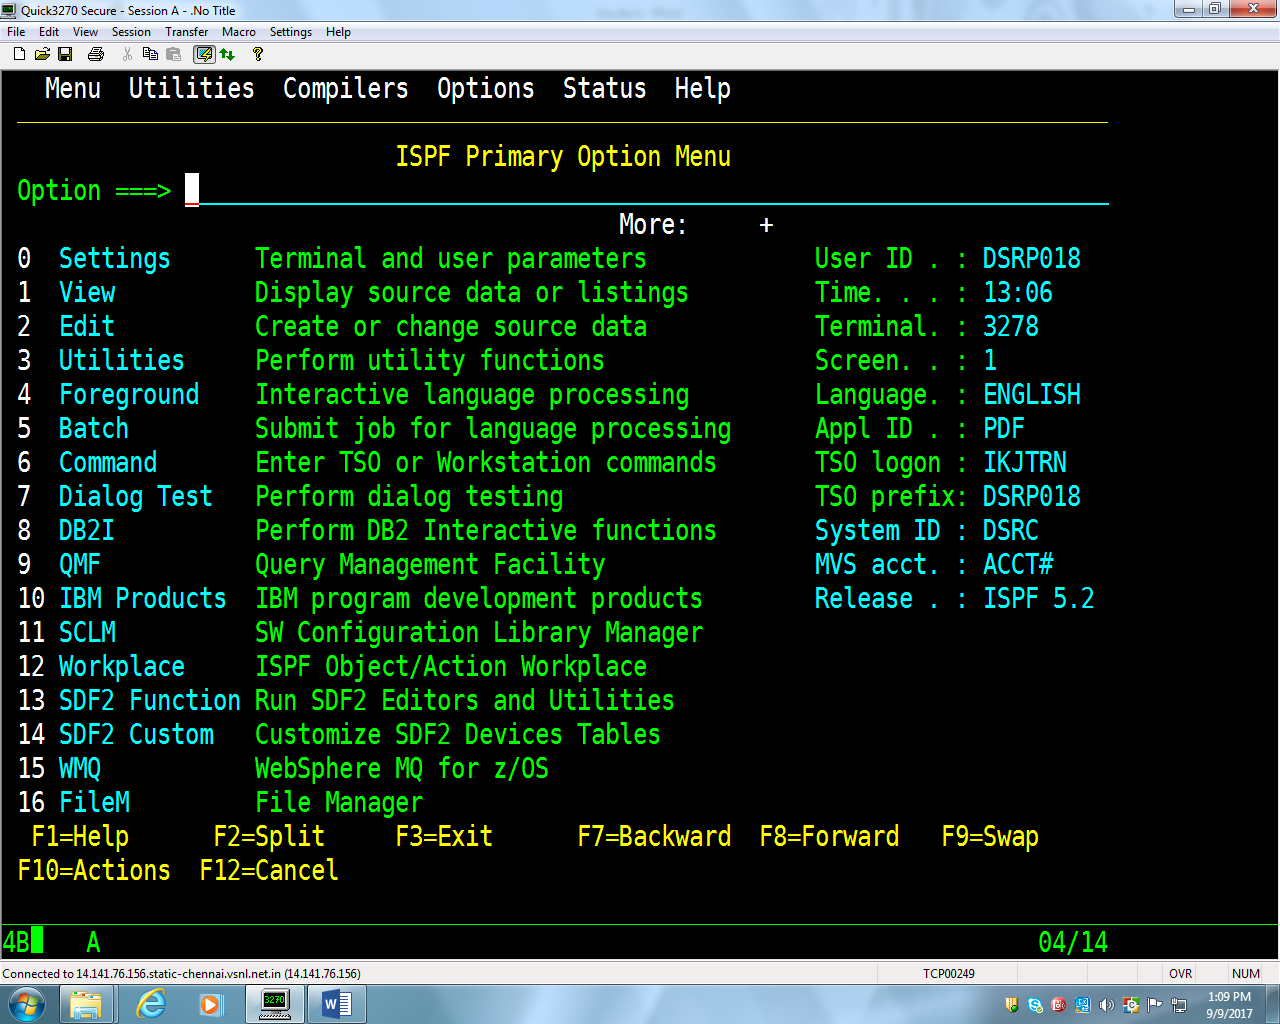 Quick3270 Secure - Session A - .No Title
File Edit View Session Transfer Macro Settings Help
Menu Utilities Compilers Options Status Help
ISPF Primary Option Menu
Option ===>
More: +
0 Settings Terminal and user parameters User ID . : DSRP018
1 View Display source data or listings Time. . . : 13:06
2 Edit Create or change source data Terminal. : 3278
3 Utilities Perform utility functions Screen. . : 1
4 Foreground Interactive language processing Language. : ENGLISH
5 Batch Submit job for language processing Appl ID . : PDF
6 Command Enter TSO or Workstation commands TSO logon : IKJTRN
7 Dialog Test Perform dialog testing TSO prefix: DSRP018
8 DB2I Perform DB2 Interactive functions System ID : DSRC
9 QMF Query Management Facility MVS acct. : ACCT#
10 IBM Products IBM program development products Release . : ISPF 5.2
11 SCLM SW Configuration Library Manager
12 Workplace ISPF Object/Action Workplace
13 SDF2 Function Run SDF2 Editors and Utilities
14 SDF2 Custom Customize SDF2 Devices Tables
15 WMQ WebSphere MQ for z/OS
16 FileM File Manager
F1=Help F2=Split F3=Exit F7=Backward F8=Forward F9=Swap
F10=Actions F12=Cancel
4B A 04/14
Connected to 14.141.76.156.static-chennai.vsnl.net.in (14.141.76.156) TCP00249 OVR NUM
3270
1:09 PM
9/9/2017